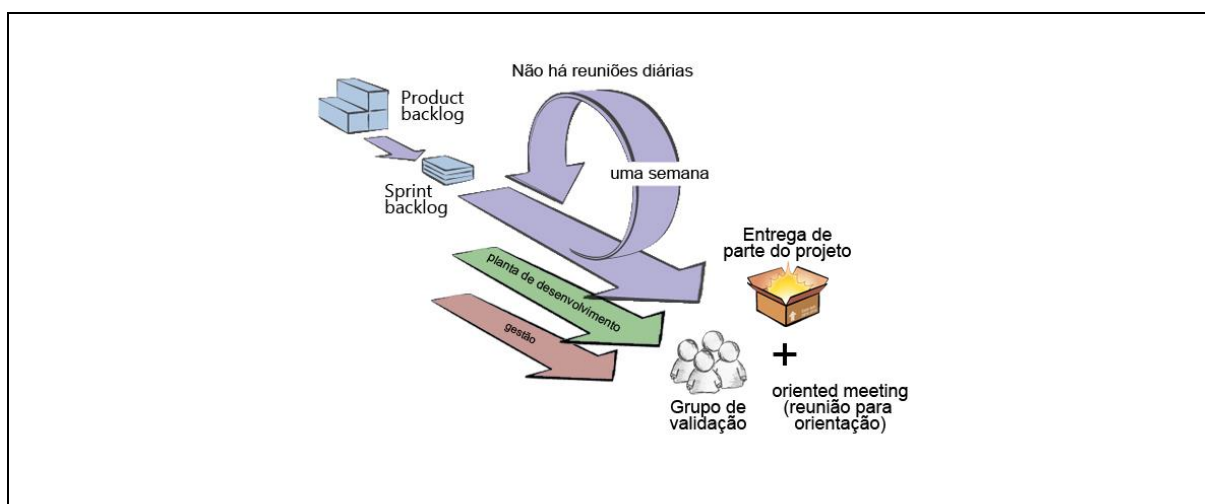 Não há reuniões diárias
Product
backlog
uma semana
Sprint
backlog
Entrega de
parte do projeto
planta de desenvolvimento
gestão
+
Grupo de
validação
oriented meeting
(reunião para
orientação)